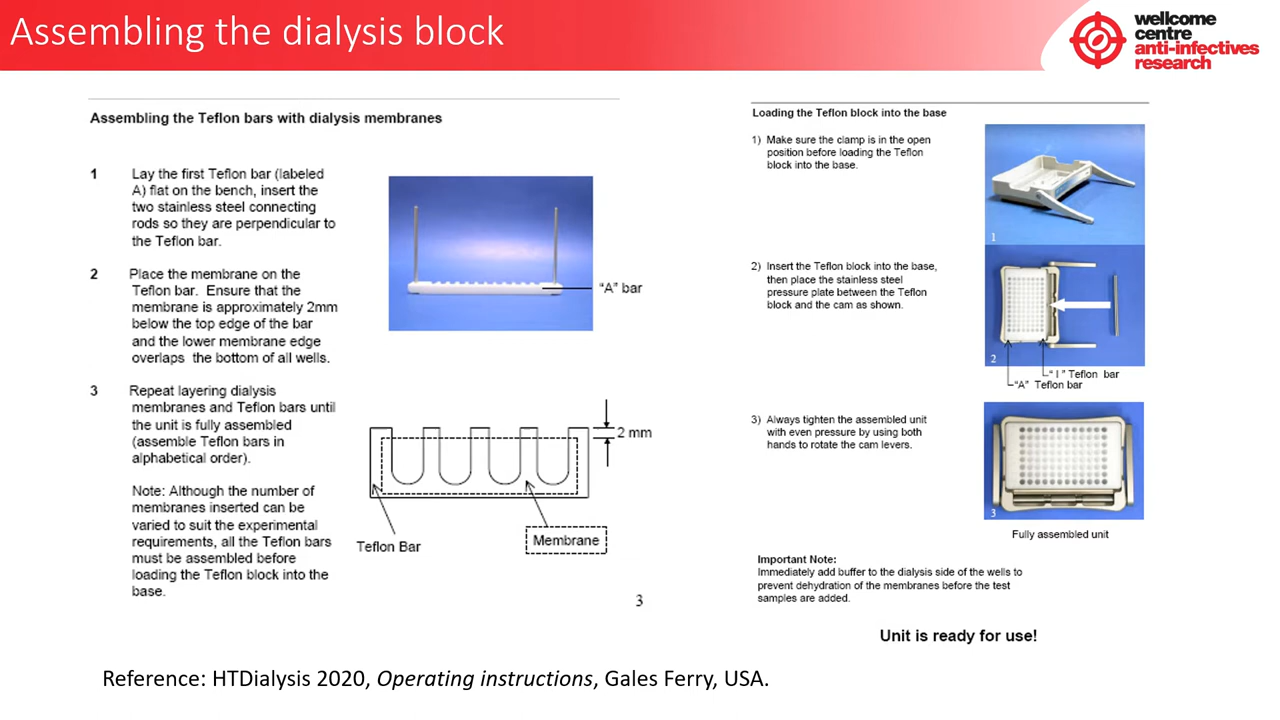 Assembling the dialysis block
wellcome
centre
anti-infectives
research
Assembling the Teflon bars with dialysis membranes
1 Lay the first Teflon bar (labeled
A) flat on the bench, insert the
two stainless steel connecting
rods so they are perpendicular to
the Teflon bar.
"A" bar
2 Place the membrane on the
Teflon bar. Ensure that the
membrane is approximately 2mm
below the top edge of the bar
and the lower membrane edge
overlaps the bottom of all wells.
3 Repeat layering dialysis
membranes and Teflon bars until
the unit is fully assembled
(assemble Teflon bars in
alphabetical order).
Note: Although the number of
membranes inserted can be
varied to suit the experimental
requirements, all the Teflon bars
must be assembled before
loading the Teflon block into the
base.
2 mm
Teflon Bar
Membrane
3
Loading the Teflon block into the base
1) Make sure the clamp is in the open
position before loading the Teflon
block into the base.
1
2) Insert the Teflon block into the base,
then place the stainless steel
pressure plate between the Teflon
block and the cam as shown.
2
" I " Teflon bar
"A" Teflon bar
3) Always tighten the assembled unit
with even pressure by using both
hands to rotate the cam levers.
3
Fully assembled unit
Important Note:
Immediately add buffer to the dialysis side of the wells to
prevent dehydration of the membranes before the test
samples are added.
Unit is ready for use!
Reference: HTDialysis 2020, Operating instructions, Gales Ferry, USA.